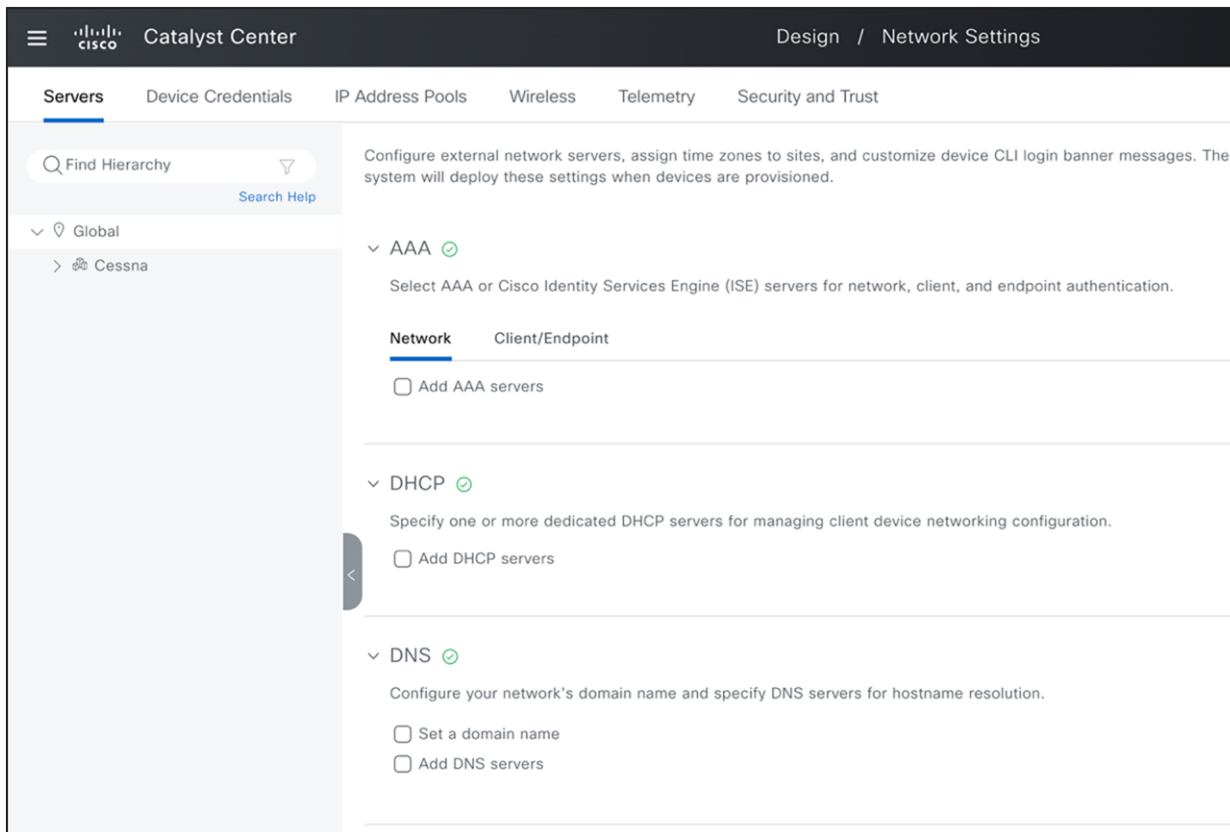 cisco Catalyst Center Design / Network Settings
Servers Device Credentials IP Address Pools Wireless Telemetry Security and Trust
Find Hierarchy
Search Help
Global
Cessna
Configure external network servers, assign time zones to sites, and customize device CLI login banner messages. The
system will deploy these settings when devices are provisioned.
AAA
Select AAA or Cisco Identity Services Engine (ISE) servers for network, client, and endpoint authentication.
Network Client/Endpoint
Add AAA servers
DHCP
Specify one or more dedicated DHCP servers for managing client device networking configuration.
Add DHCP servers
DNS
Configure your network's domain name and specify DNS servers for hostname resolution.
Set a domain name
Add DNS servers